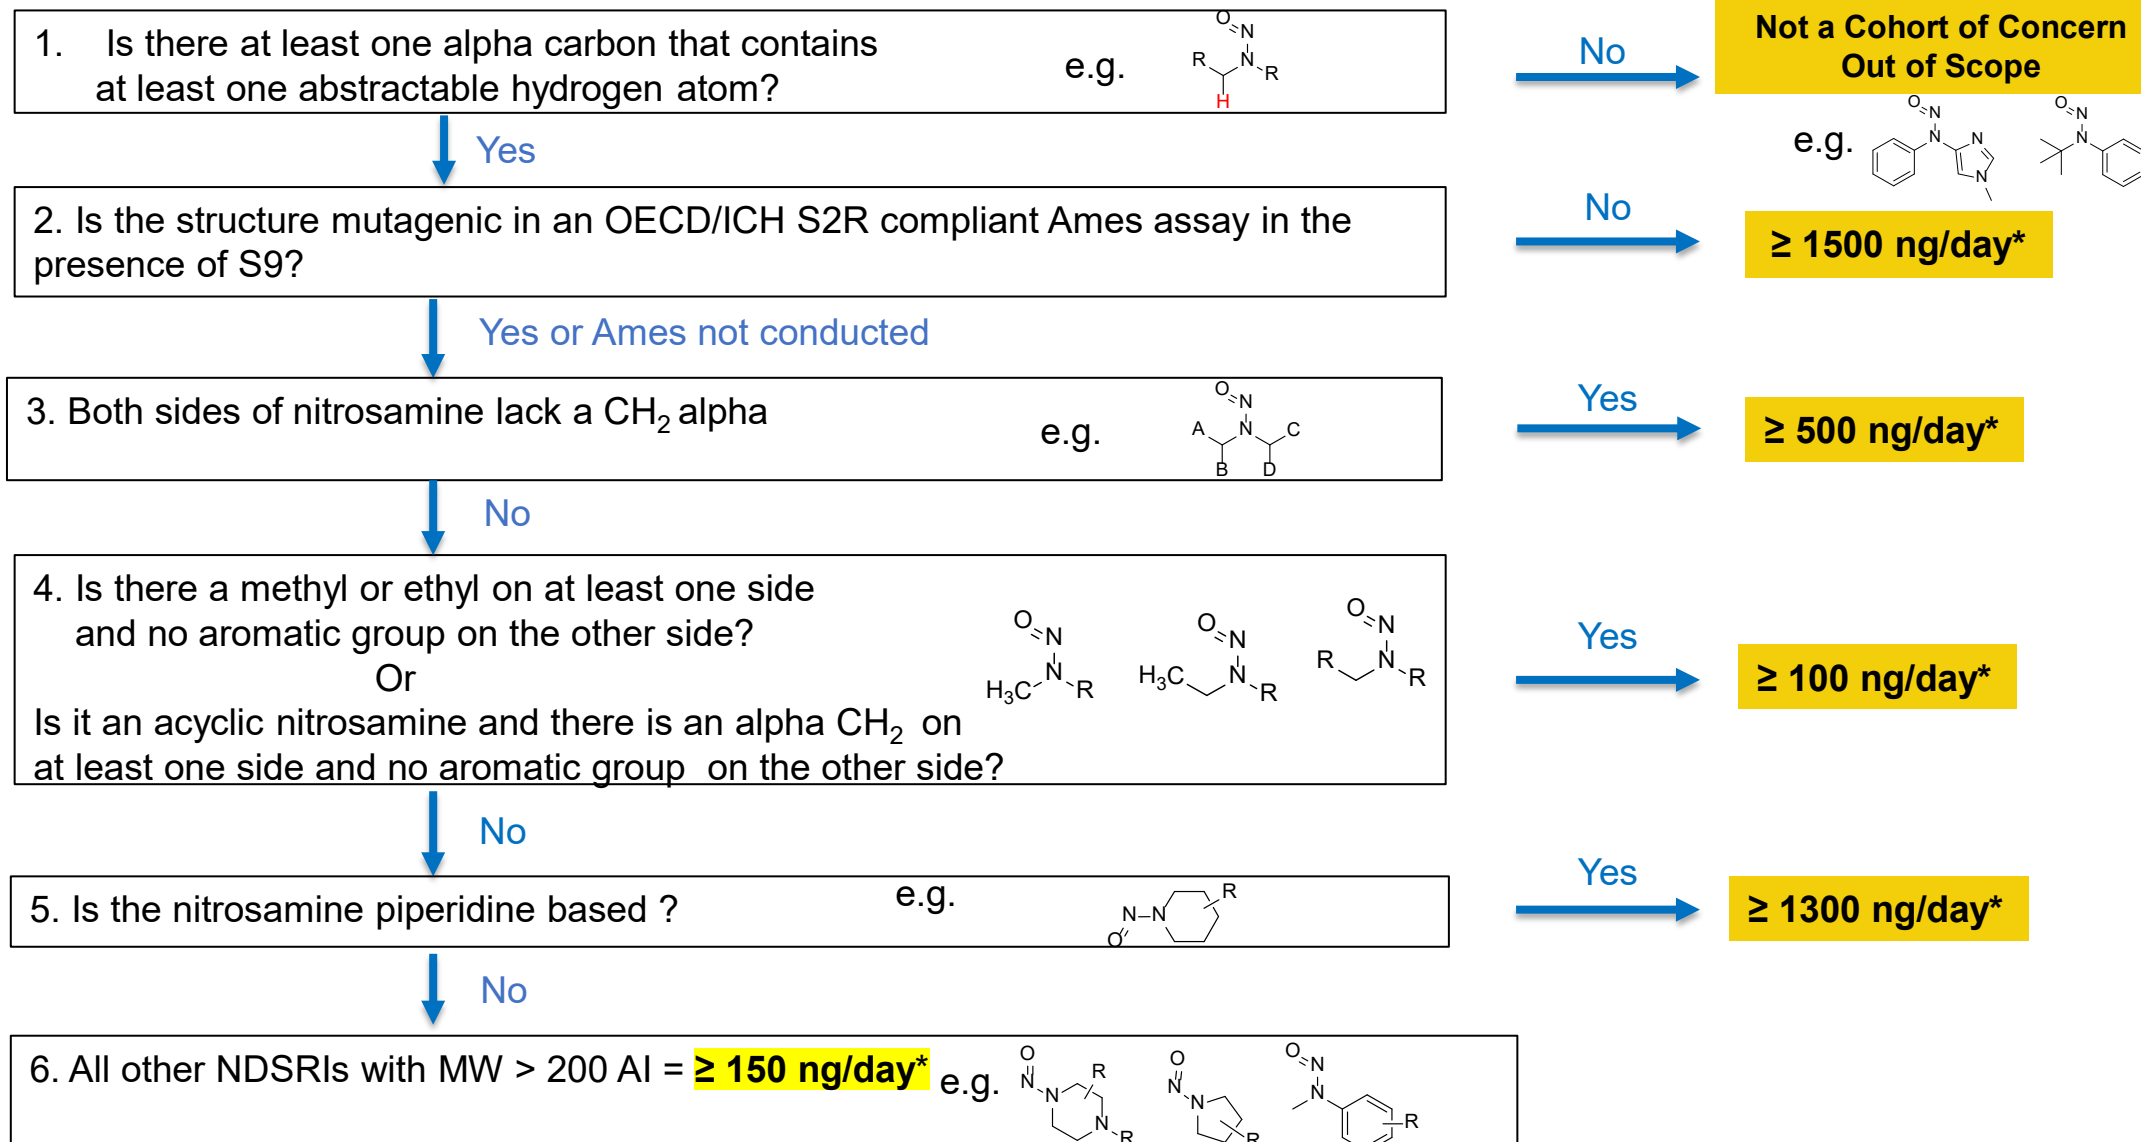 1. Is there at least one alpha carbon that contains
at least one abstractable hydrogen atom?
e.g.
O
N
R
N
R
H
No
Not a Cohort of Concern
Out of Scope
e.g.
O
N
N
N
N
O
N
N
Yes
2. Is the structure mutagenic in an OECD/ICH S2R compliant Ames assay in the
presence of S9?
No
≥ 1500 ng/day*
Yes or Ames not conducted
3. Both sides of nitrosamine lack a CH2 alpha
e.g.
O
N
A
N
C
B
D
Yes
≥ 500 ng/day*
No
4. Is there a methyl or ethyl on at least one side
and no aromatic group on the other side?
Or
Is it an acyclic nitrosamine and there is an alpha CH2 on
at least one side and no aromatic group on the other side?
O
N
N
H3C
R
O
N
H3C
N
R
O
N
R
N
R
Yes
≥ 100 ng/day*
No
5. Is the nitrosamine piperidine based ?
e.g.
R
N
N
O
Yes
≥ 1300 ng/day*
No
6. All other NDSRIs with MW > 200 AI = ≥ 150 ng/day* e.g.
O
N
N
R
N
R
O
N
N
R
O
N
N
R